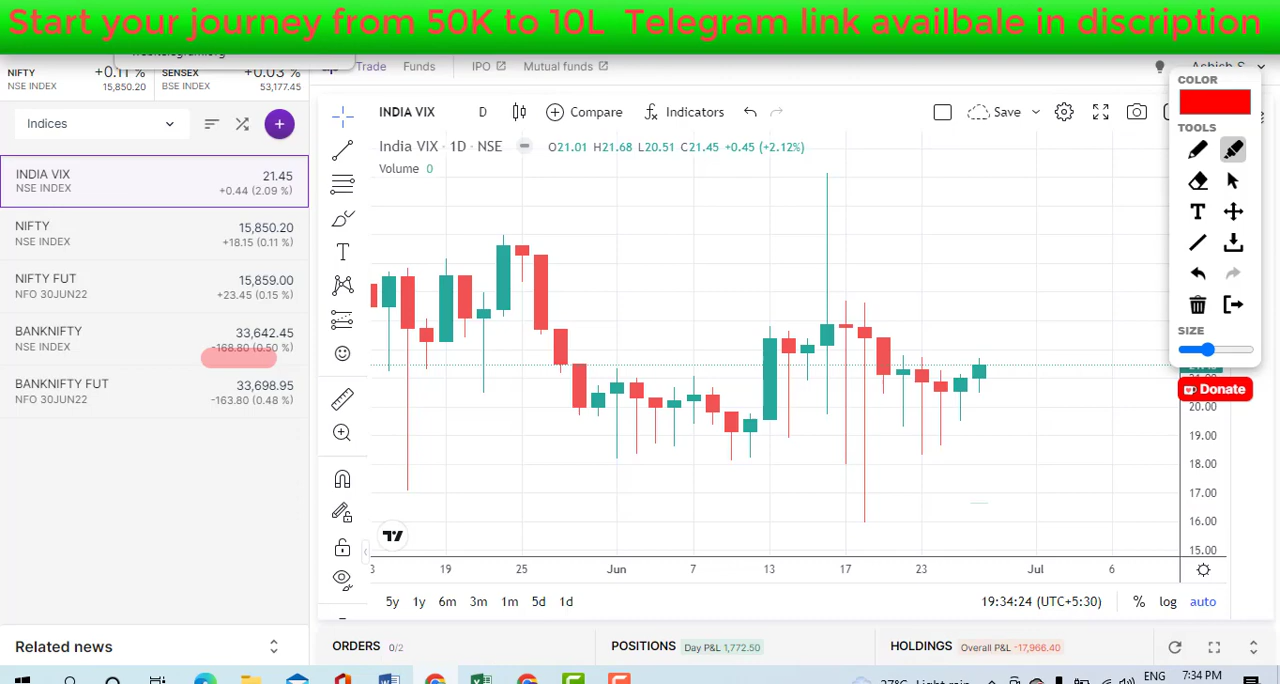 Start your journey from 50K to 10L Telegram link availbale in discription
NIFTY +0.11 % SENSEX +0.03 %
NSE INDEX 15,850.20 BSE INDEX 53,177.45
Trade Funds IPO Mutual funds
Indices
INDIA VIX 21.45
NSE INDEX +0.44 (2.09 %)
NIFTY 15,850.20
NSE INDEX +18.15 (0.11 %)
NIFTY FUT 15,859.00
NFO 30JUN22 +23.45 (0.15 %)
BANKNIFTY 33,642.45
NSE INDEX -168.80 (0.50 %)
BANKNIFTY FUT 33,698.95
NFO 30JUN22 -163.80 (0.48 %)
Related news
INDIA VIX D Compare Indicators Save
India VIX · 1D · NSE O21.01 H21.68 L20.51 C21.45 +0.45 (+2.12%)
Volume 0
20.00
19.00
18.00
17.00
16.00
15.00
19 25 Jun 7 13 17 23 Jul 6
5y 1y 6m 3m 1m 5d 1d 19:34:24 (UTC+5:30) % log auto
ORDERS 0/2 POSITIONS Day P&L 1,772.50 HOLDINGS Overall P&L -17,966.40
COLOR
TOOLS
SIZE
Donate
ENG 7:34 PM